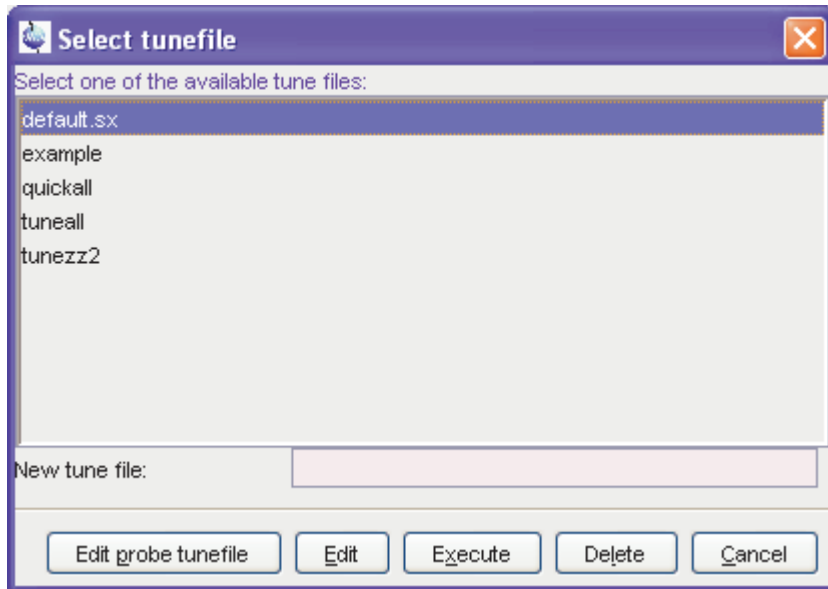 Select tunefile
Select one of the available tune files:
default.sx
example
quickall
tuneall
tunezz2
New tune file:
Edit probe tunefile Edit Execute Delete Cancel